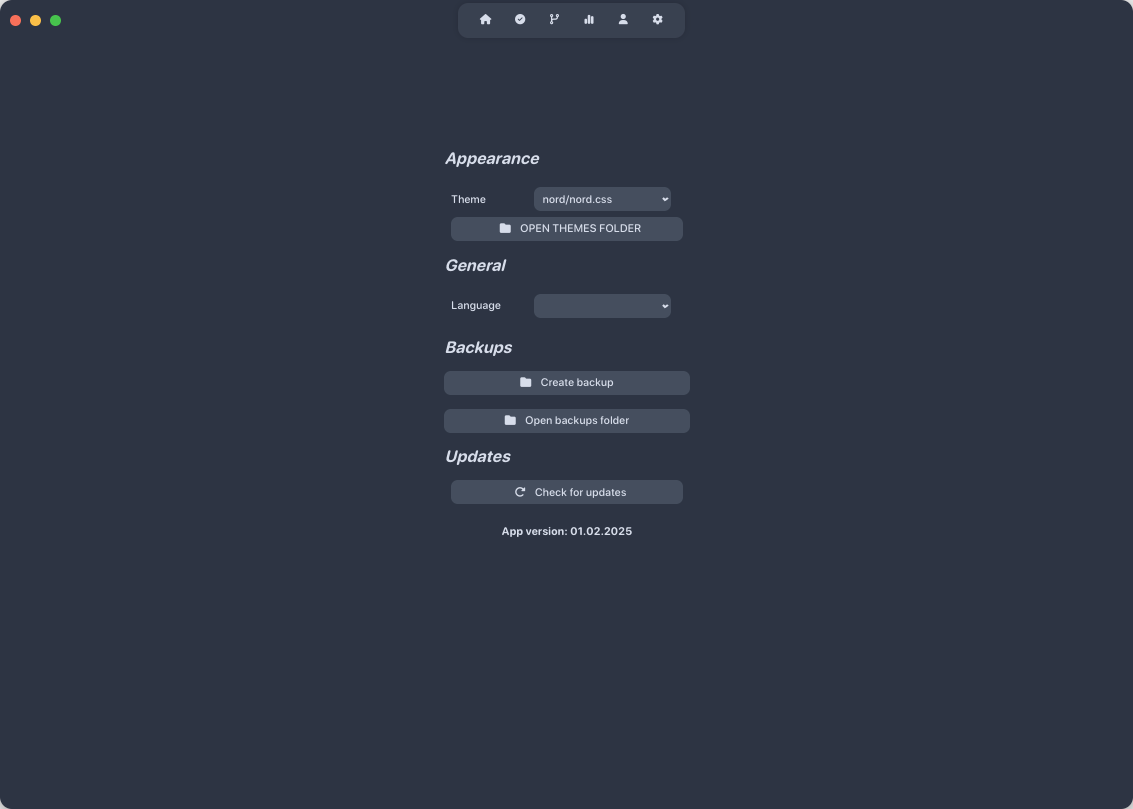 Appearance
Theme
nord/nord.css
OPEN THEMES FOLDER
General
Language
Backups
Create backup
Open backups folder
Updates
Check for updates
App version: 01.02.2025